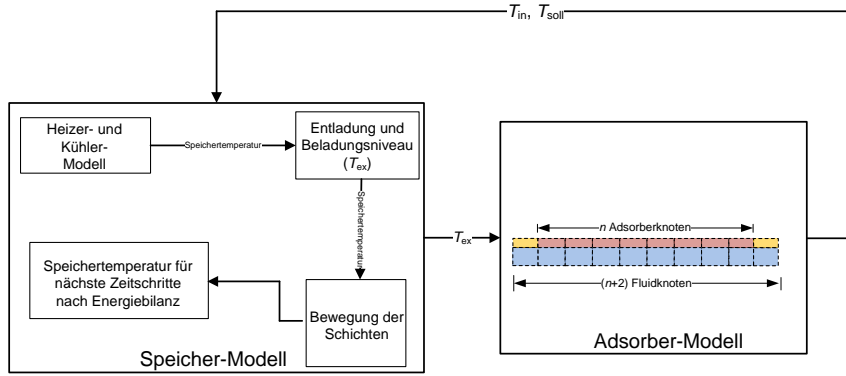 T_in, T_soll
Heizer- und
Kühler-
Modell
Speichertemperatur
Entladung und
Beladungsniveau
(T_ex)
Speichertemperatur
Speichertemperatur für
nächste Zeitschritte
nach Energiebilanz
Bewegung der
Schichten
Speicher-Modell
T_ex
n Adsorberknoten
(n+2) Fluidknoten
Adsorber-Modell